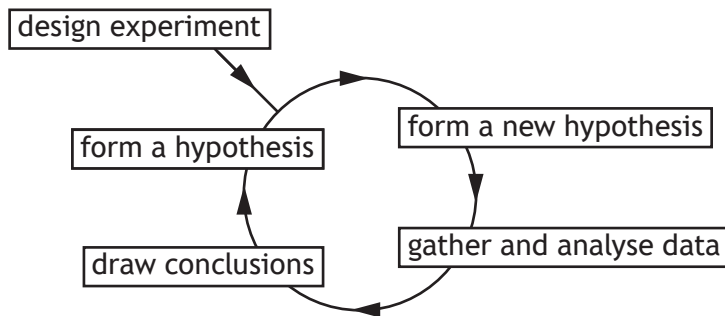 design experiment
form a new hypothesis
form a hypothesis
gather and analyse data
draw conclusions